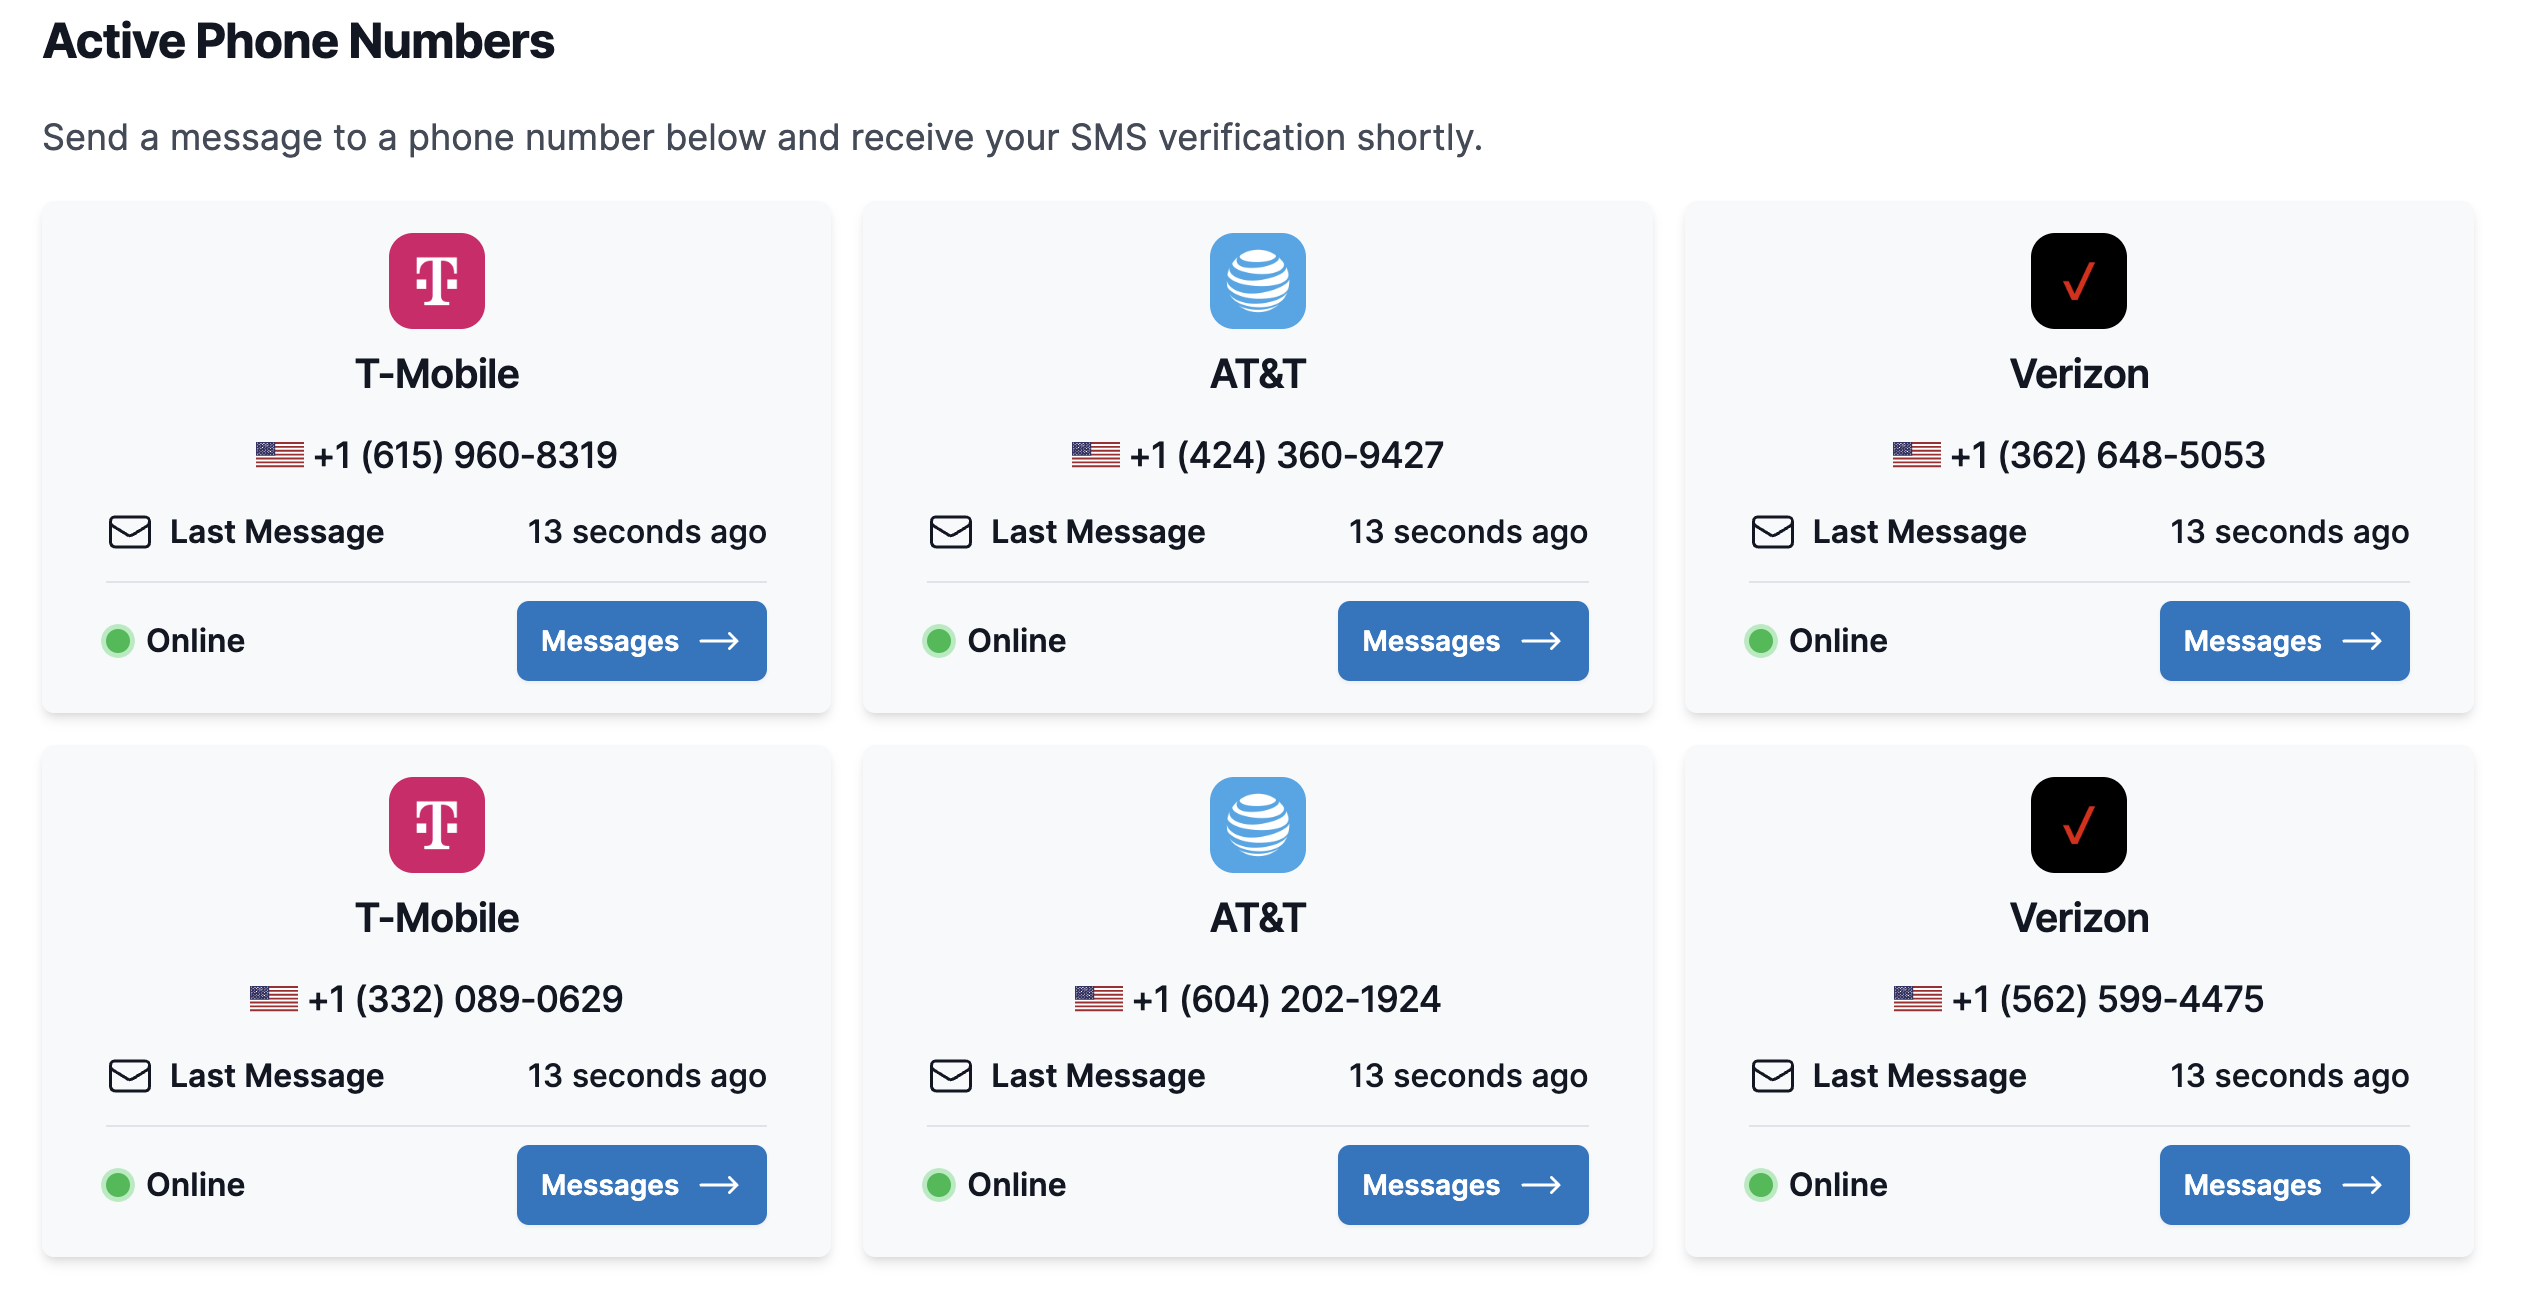 Active Phone Numbers
Send a message to a phone number below and receive your SMS verification shortly.
T-Mobile
+1 (615) 960-8319
Last Message 13 seconds ago
Online Messages →
AT&T
+1 (424) 360-9427
Last Message 13 seconds ago
Online Messages →
Verizon
+1 (362) 648-5053
Last Message 13 seconds ago
Online Messages →
T-Mobile
+1 (332) 089-0629
Last Message 13 seconds ago
Online Messages →
AT&T
+1 (604) 202-1924
Last Message 13 seconds ago
Online Messages →
Verizon
+1 (562) 599-4475
Last Message 13 seconds ago
Online Messages →